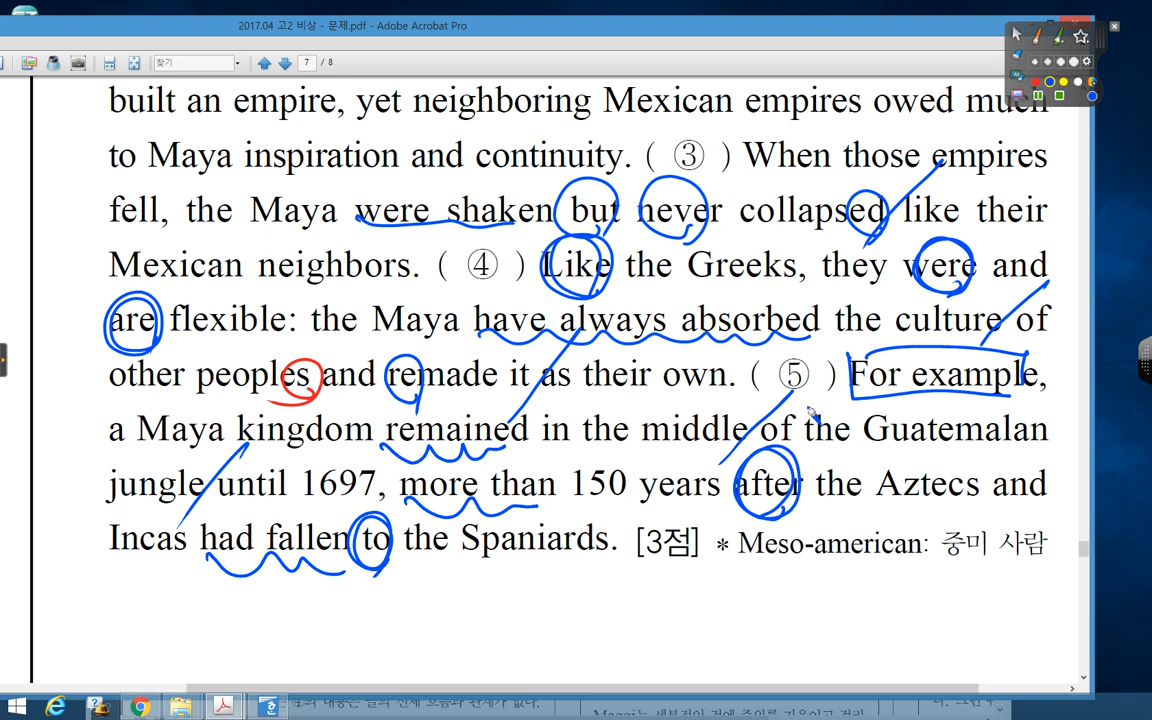 2017.04 고2 비상 - 문제.pdf - Adobe Acrobat Pro
찾기
7 / 8
built an empire, yet neighboring Mexican empires owed much
to Maya inspiration and continuity. ( ③ ) When those empires
fell, the Maya were shaken but never collapsed like their
Mexican neighbors. ( ④ ) Like the Greeks, they were and
are flexible: the Maya have always absorbed the culture of
other peoples and remade it as their own. ( ⑤ ) For example,
a Maya kingdom remained in the middle of the Guatemalan
jungle until 1697, more than 150 years after the Aztecs and
Incas had fallen to the Spaniards. [3점] * Meso-american: 중미 사람